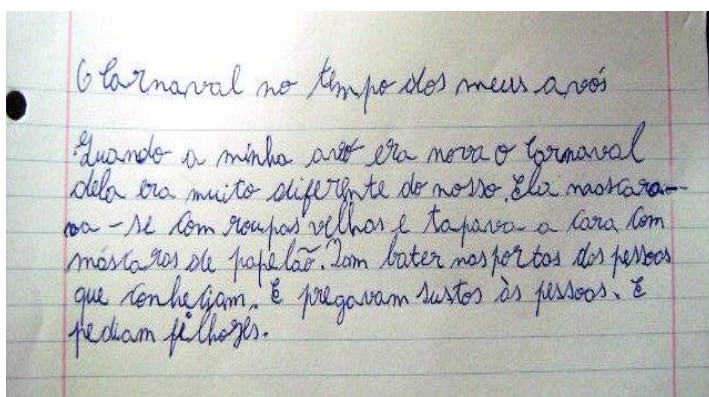 O Carnaval no tempo dos meus avós
Quando a minha avó era nova o Carnaval
dela era muito diferente do nosso. Ela mascara-
va-se com roupas velhas e tapava a cara com
máscaras de papelão. Iam bater nas portas das pessoas
que conheçiam. E pregavam sustos às pessoas. E
pediam filhozes.